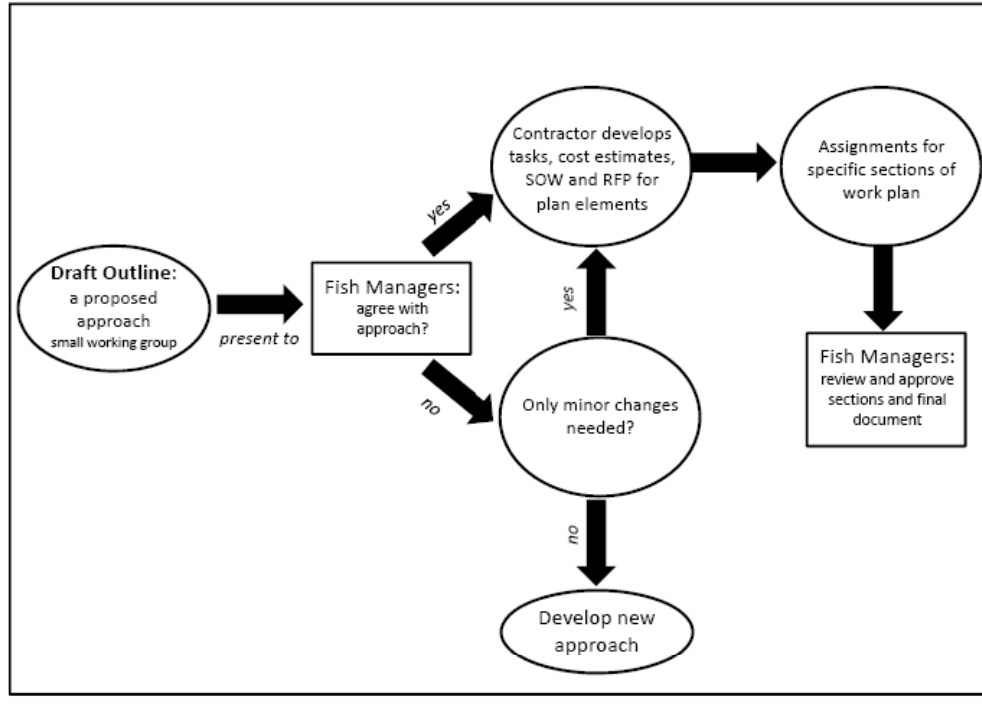 Draft Outline:
a proposed
approach
small working group
present to
Fish Managers:
agree with
approach?
yes
no
Contractor develops
tasks, cost estimates,
SOW and RFP for
plan elements
yes
Only minor changes
needed?
no
Develop new
approach
Assignments for
specific sections of
work plan
Fish Managers:
review and approve
sections and final
document